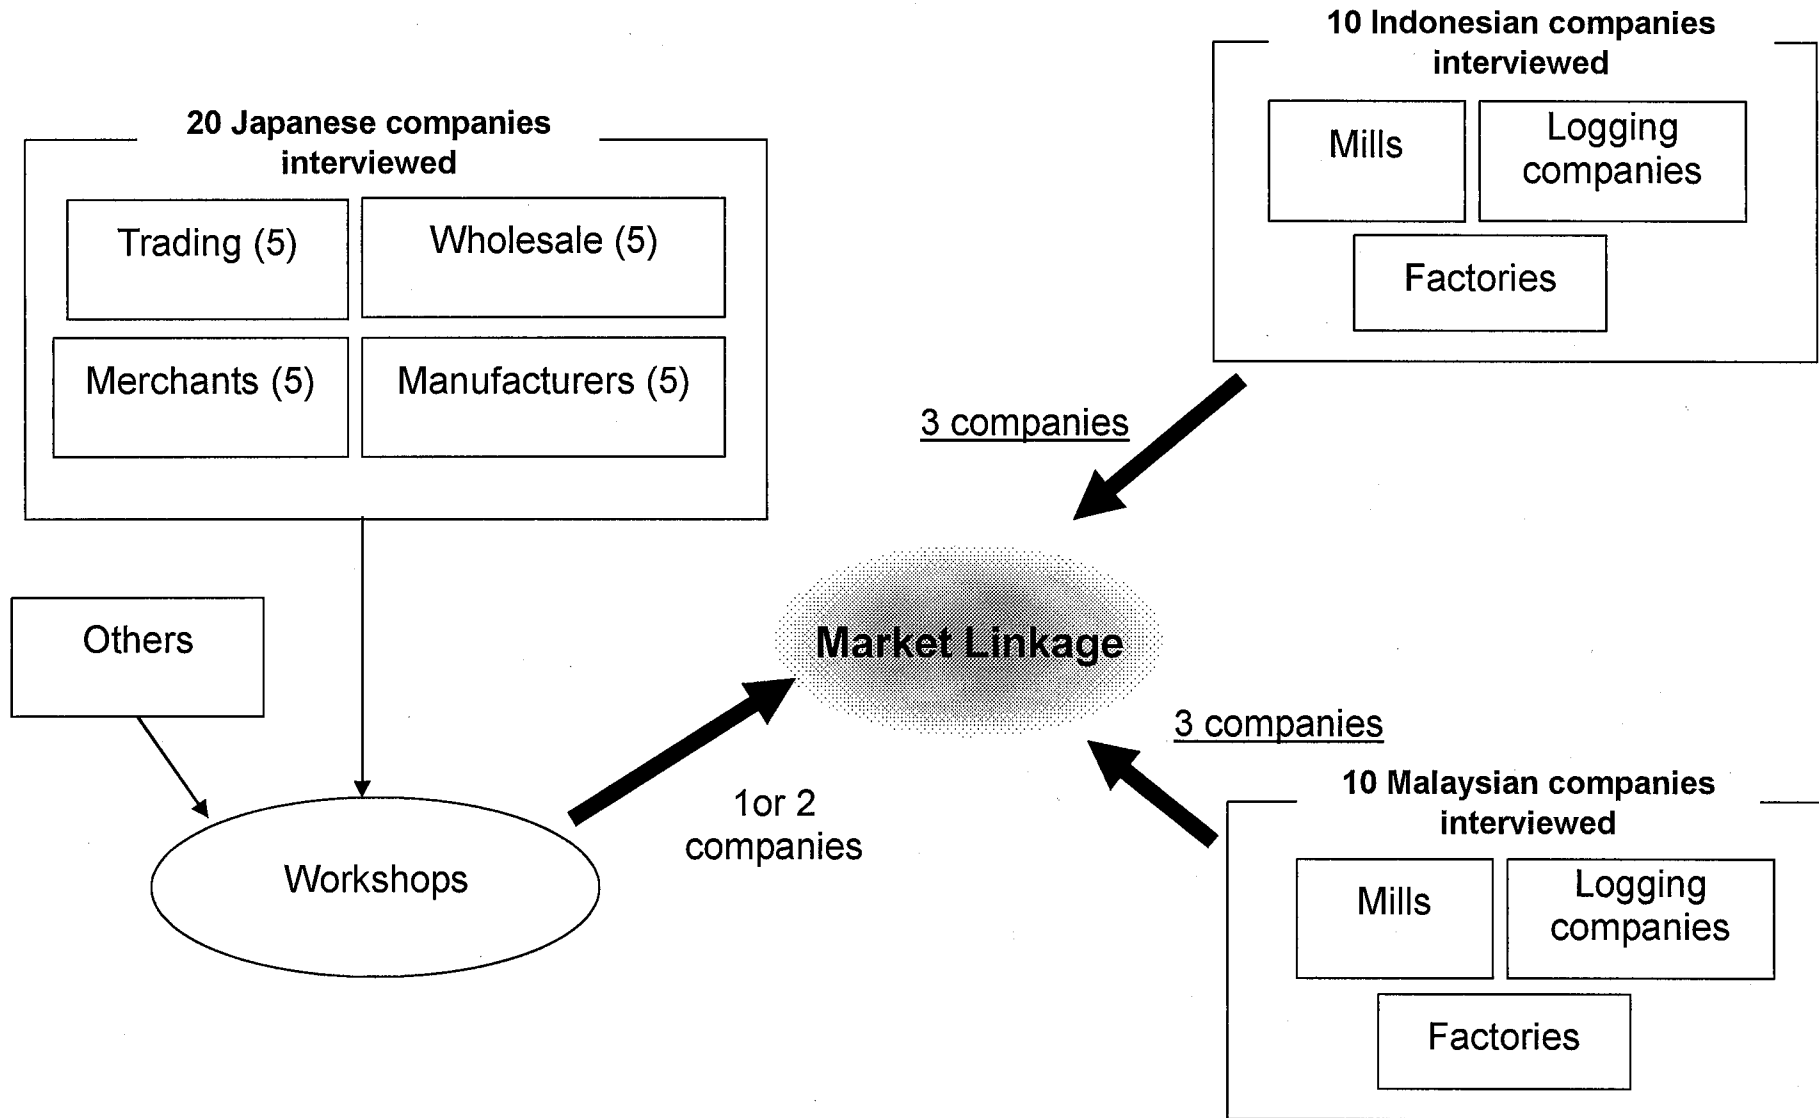 10 Indonesian companies
interviewed
Mills
Logging
companies
Factories
20 Japanese companies
interviewed
Trading (5)
Wholesale (5)
Merchants (5)
Manufacturers (5)
3 companies
Others
Market Linkage
3 companies
1or 2
companies
Workshops
10 Malaysian companies
interviewed
Mills
Logging
companies
Factories